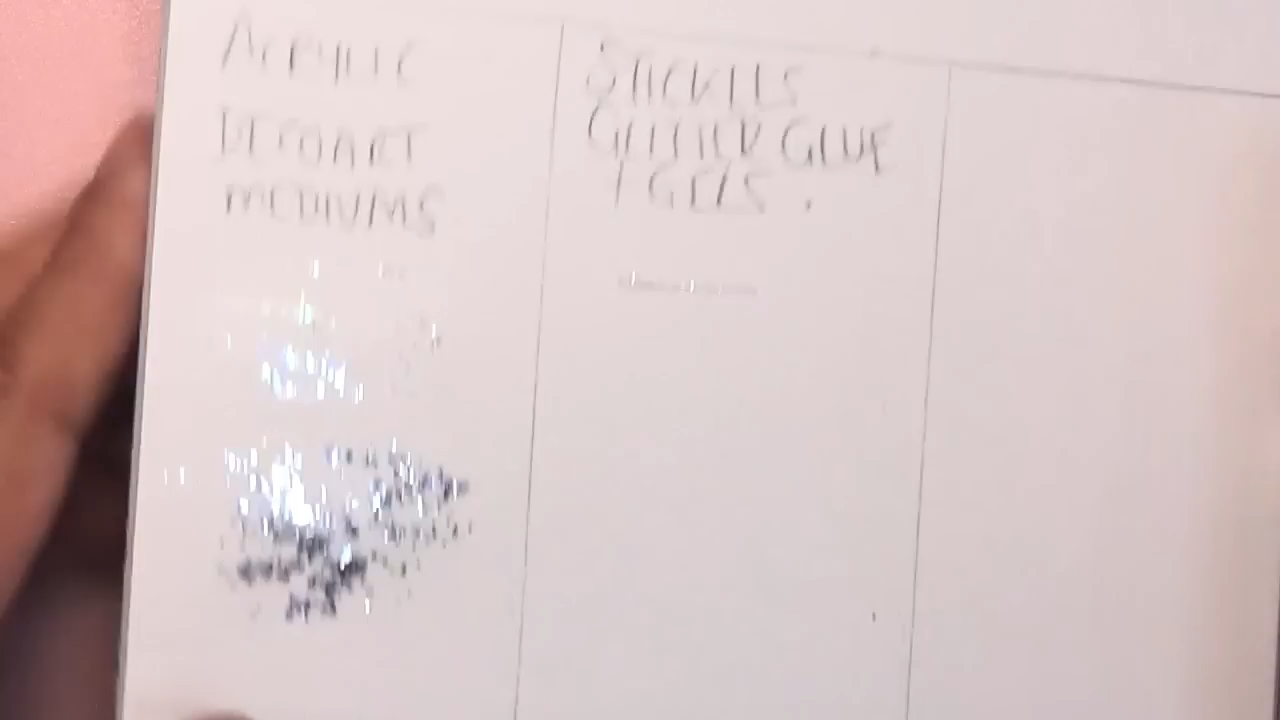 ACRYLIC
DECOART
MEDIUMS
STICKLES
GLITTER GLUE
+ GELS.